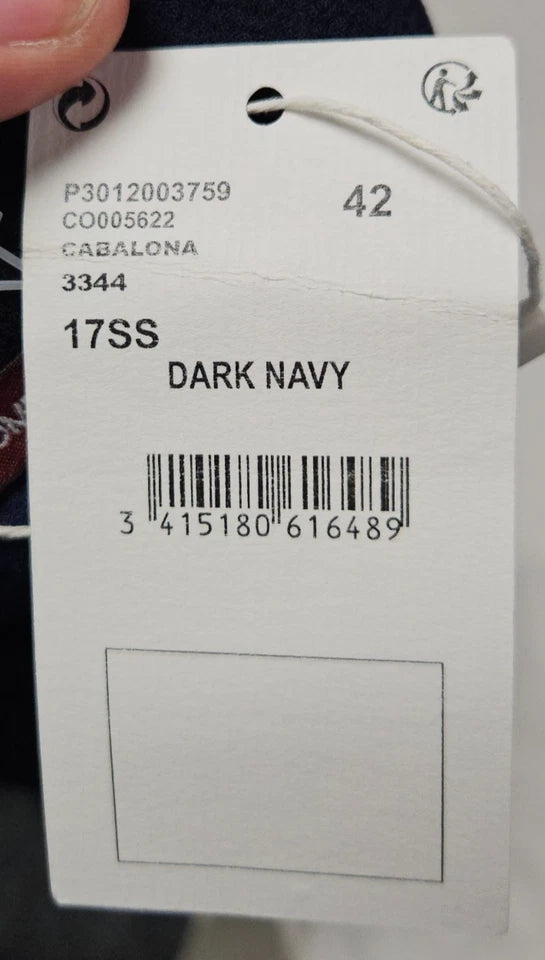 P3012003759
42
CO005622
CABALONA
3344
17SS
DARK NAVY
3 415180 616489